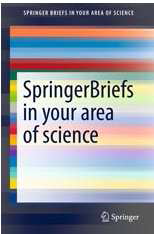 SPRINGER BRIEFS IN YOUR AREA OF SCIENCE
SpringerBriefs
in your area
of science
Springer